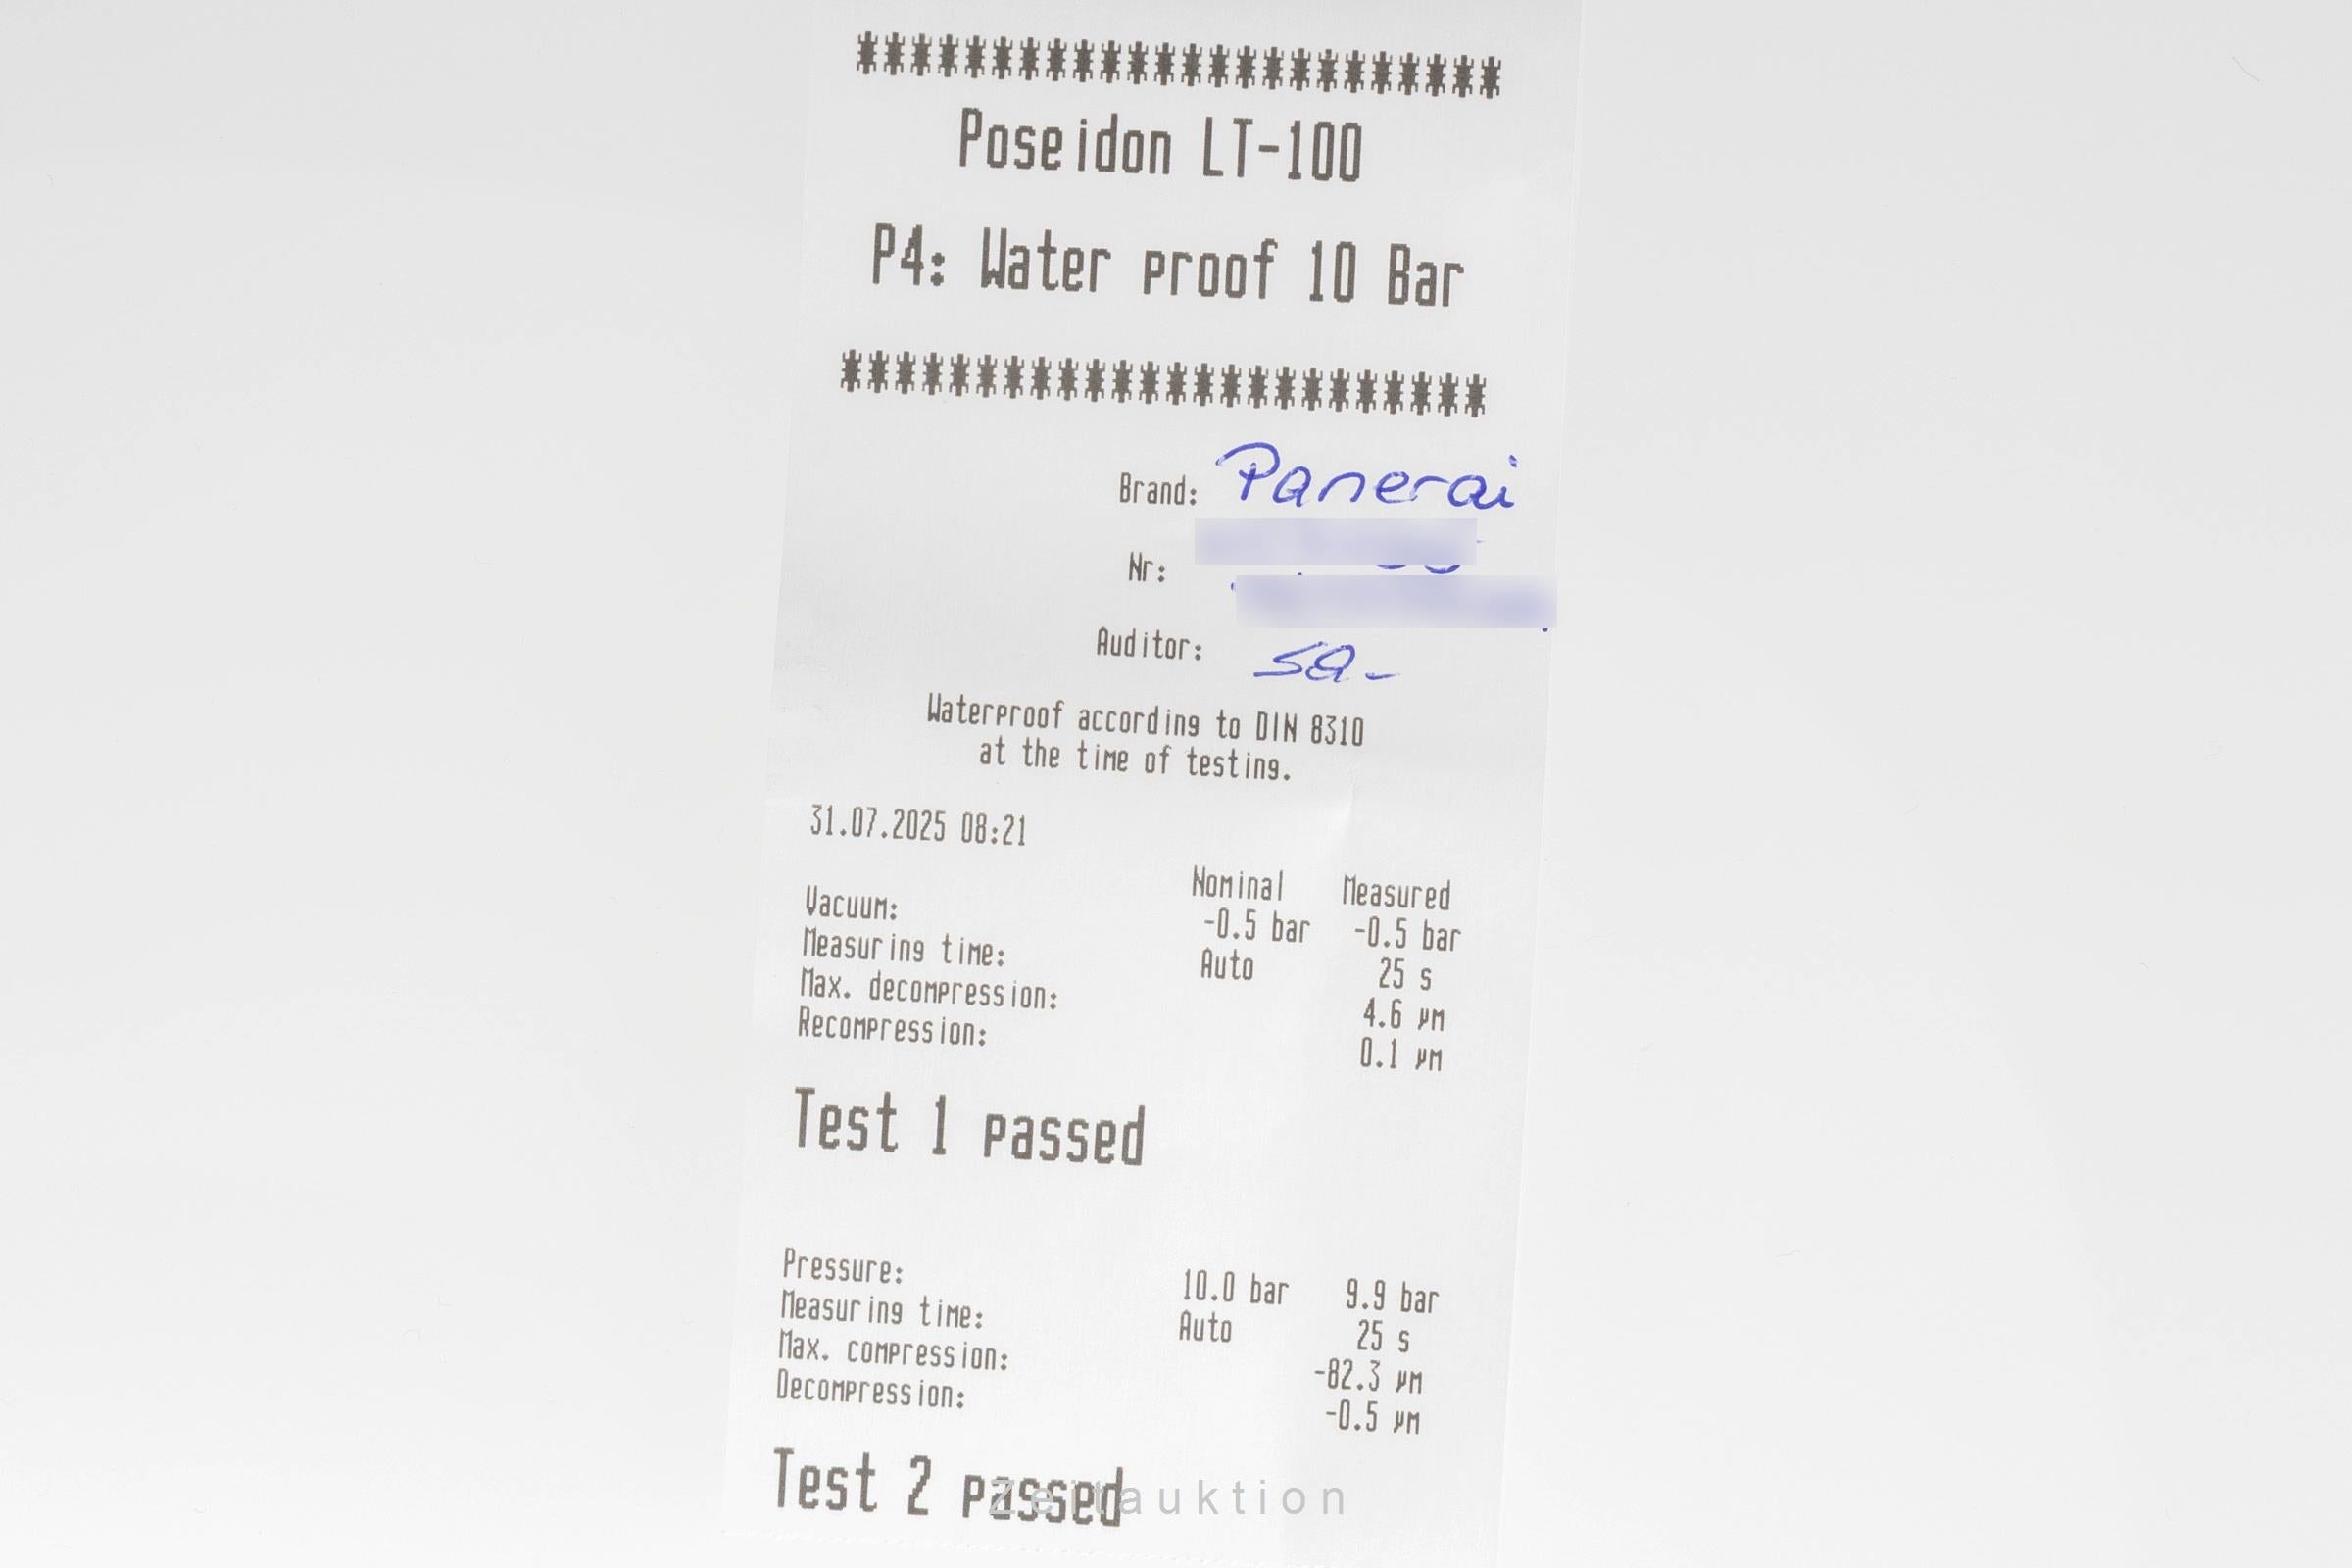 ************************
Poseidon LT-100
P4: Water proof 10 Bar
************************
Brand: Panerai
Nr:
Auditor: Sa-
Waterproof according to DIN 8310
at the time of testing.
31.07.2025 08:21
Nominal Measured
Vacuum: -0.5 bar -0.5 bar
Measuring time: Auto 25 s
Max. decompression: 4.6 µm
Recompression: 0.1 µm
Test 1 passed
Pressure: 10.0 bar 9.9 bar
Measuring time: Auto 25 s
Max. compression: -82.3 µm
Decompression: -0.5 µm
Test 2 passed
Zeitauktion